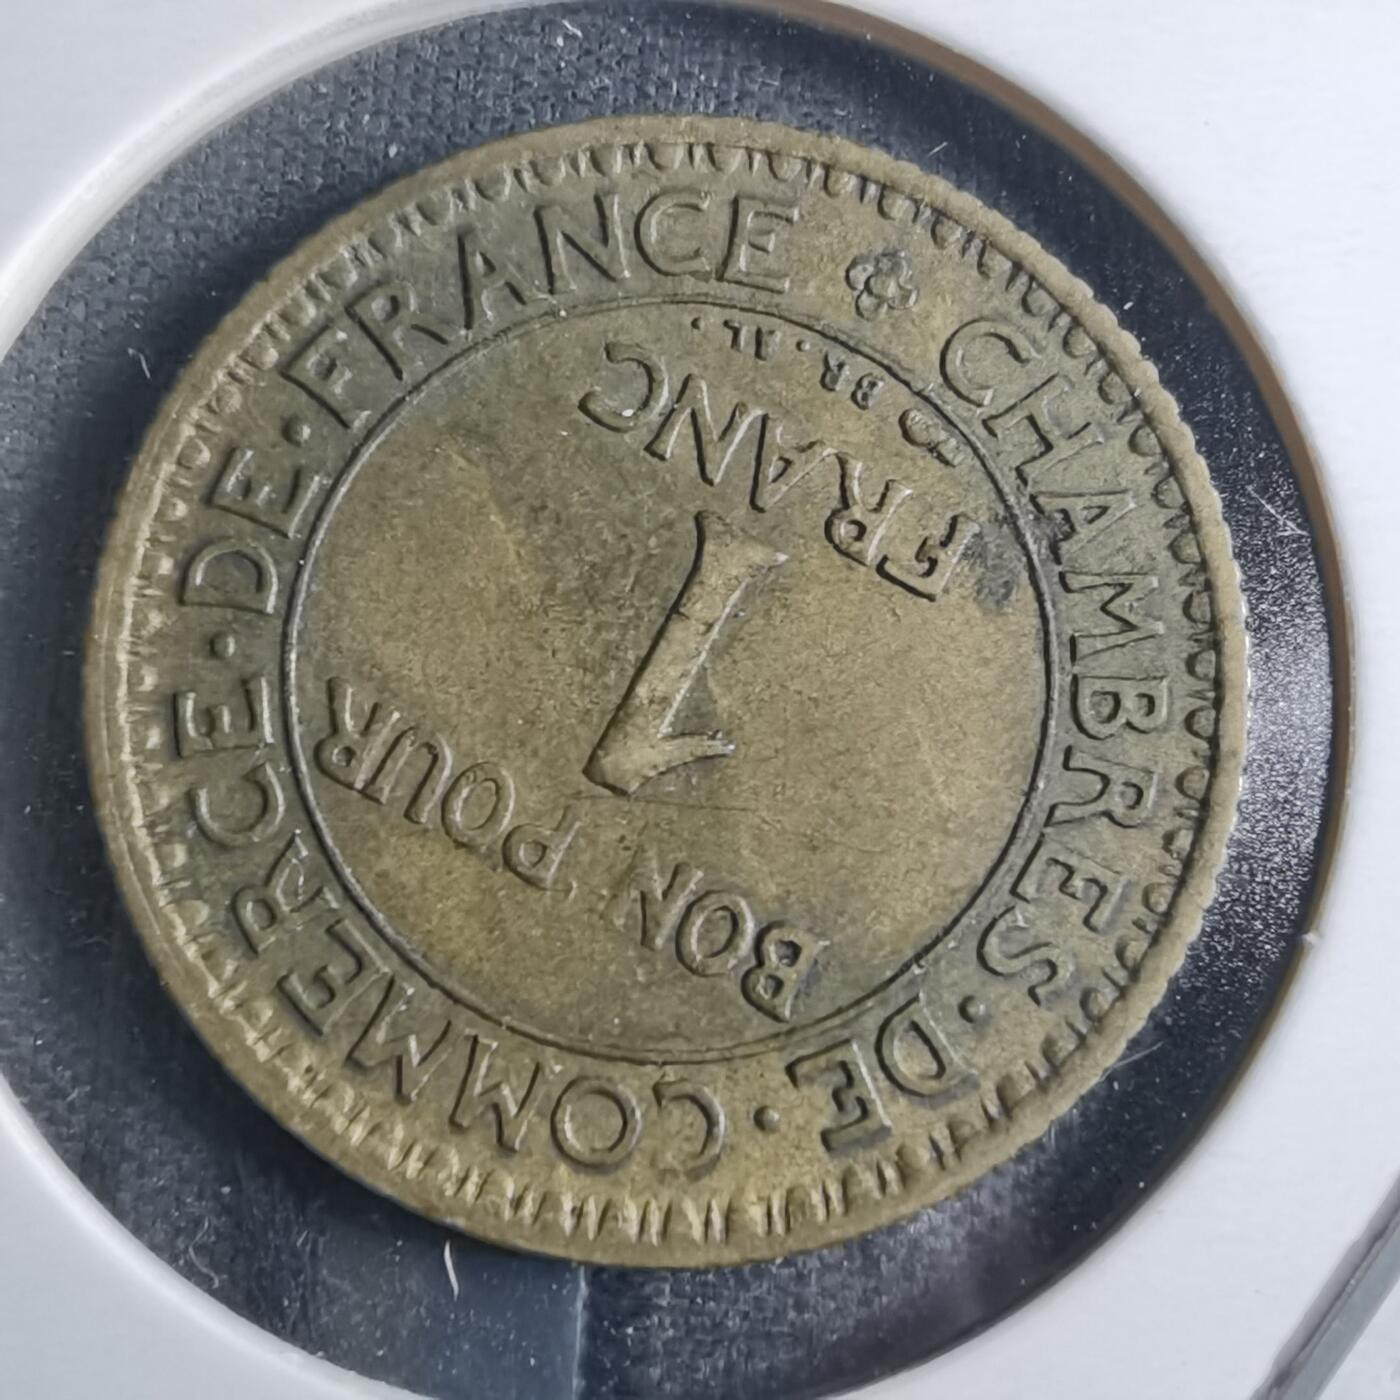 CHAMBRES · DE · COMMERCE · DE · FRANCE
BON POUR
1
FRANC
BR. AL.